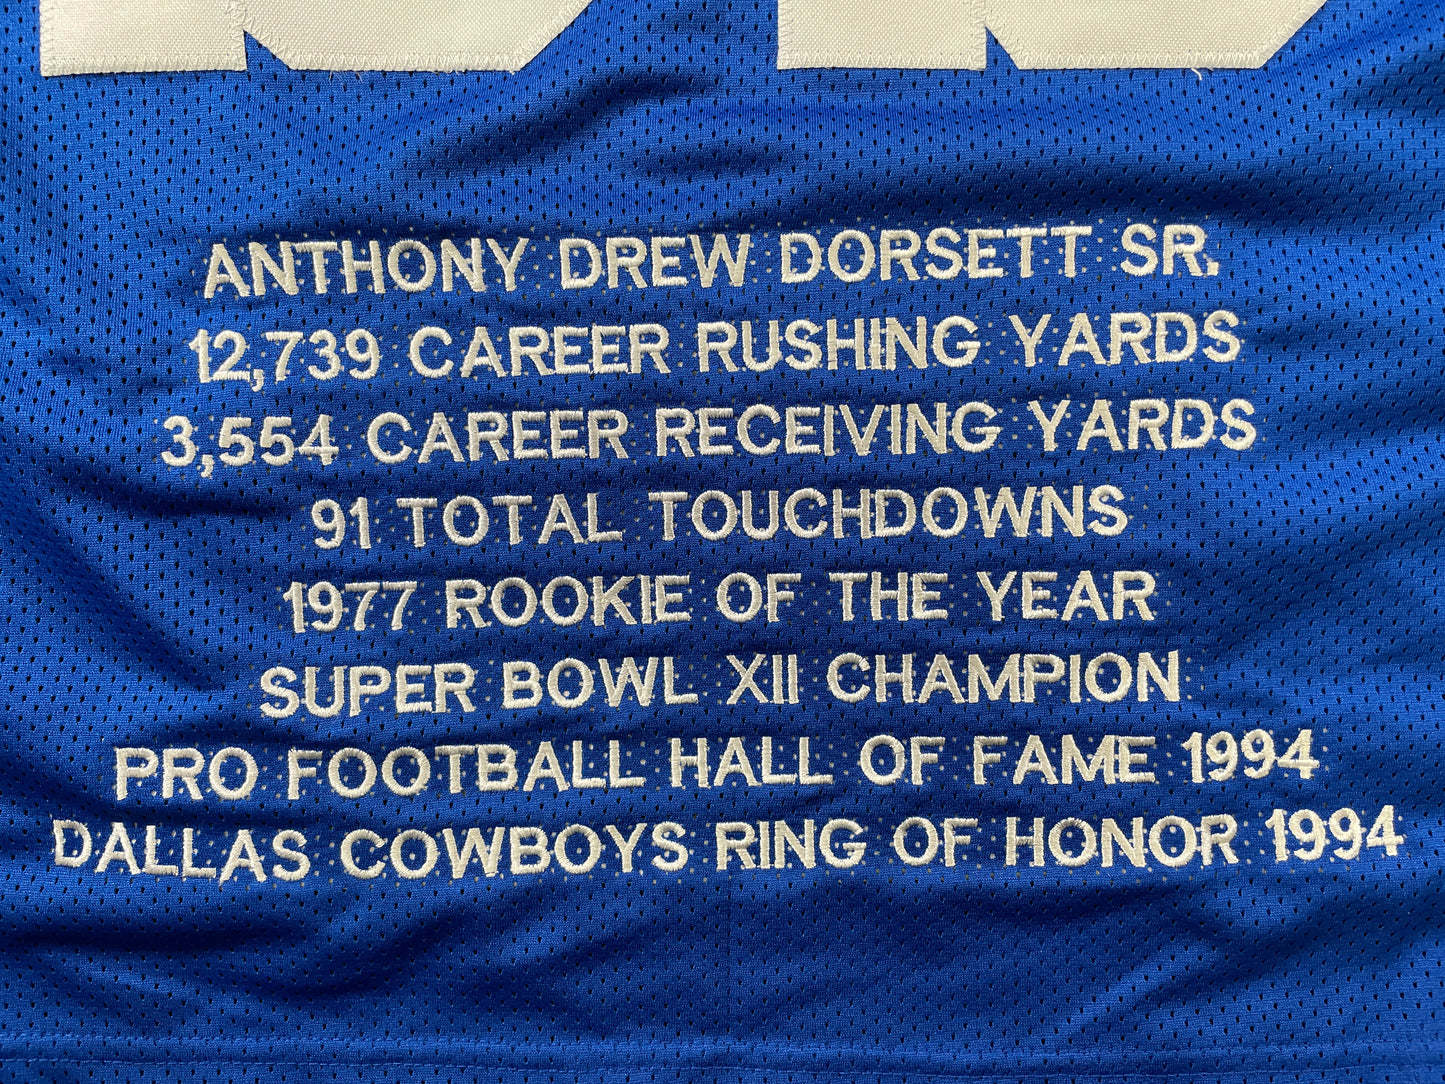 ANTHONY DREW DORSETT SR.
12,739 CAREER RUSHING YARDS
3,554 CAREER RECEIVING YARDS
91 TOTAL TOUCHDOWNS
1977 ROOKIE OF THE YEAR
SUPER BOWL XII CHAMPION
PRO FOOTBALL HALL OF FAME 1994
DALLAS COWBOYS RING OF HONOR 1994